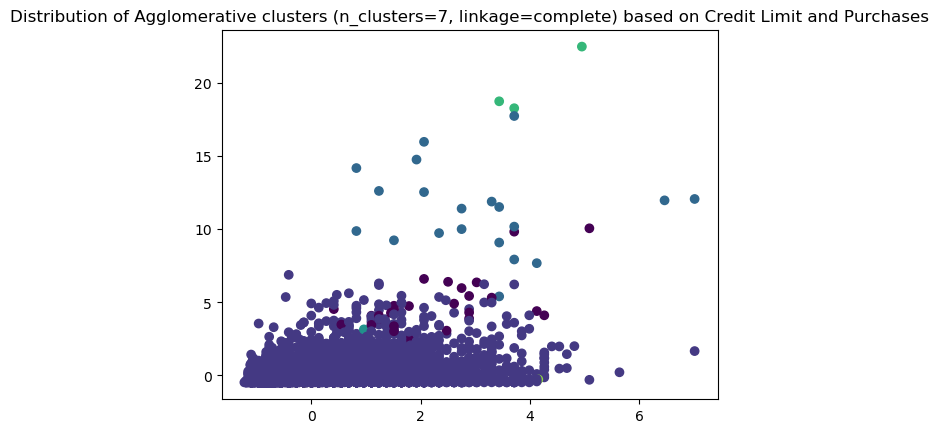 Distribution of Agglomerative clusters (n_clusters=7, linkage=complete) based on Credit Limit and Purchases
20
15
10
5
0
0 2 4 6